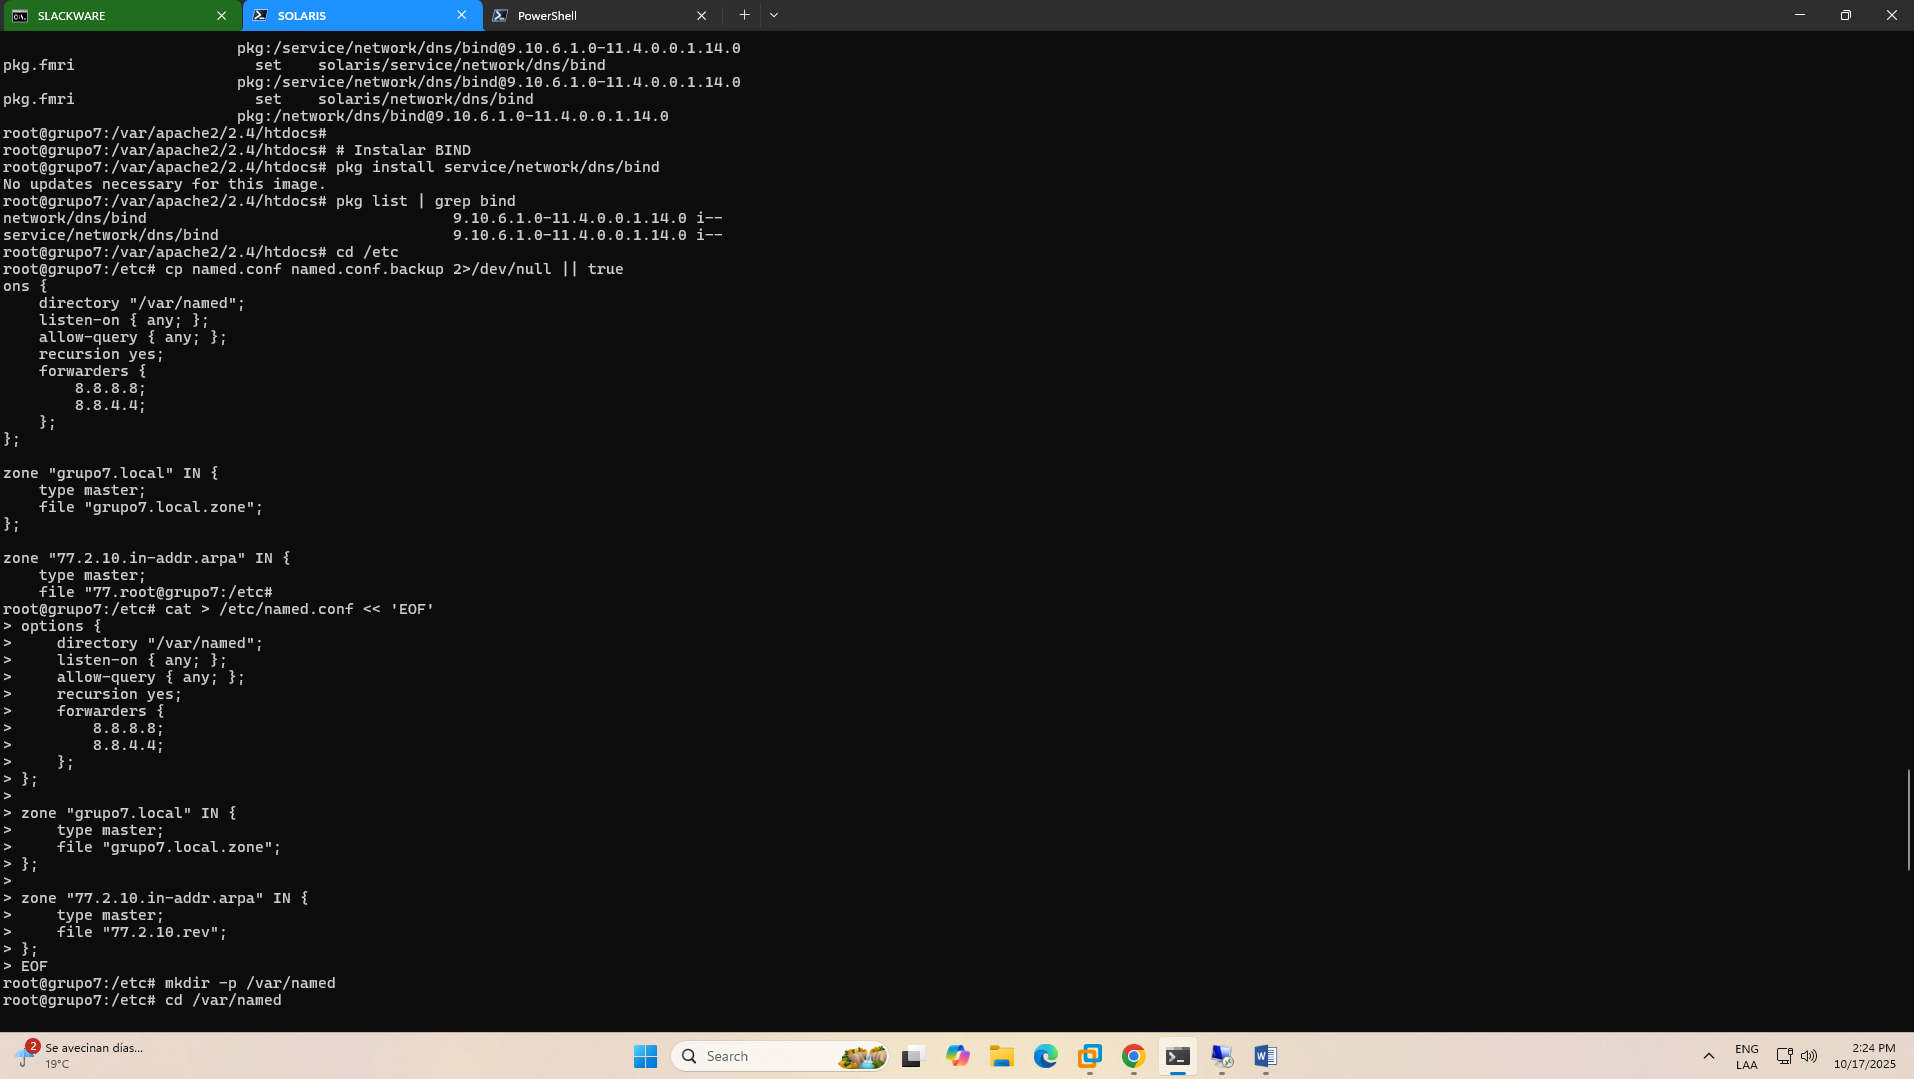 SLACKWARE
SOLARIS
PowerShell
pkg:/service/network/dns/bind@9.10.6.1.0-11.4.0.0.1.14.0
pkg.fmri set solaris/service/network/dns/bind
pkg:/service/network/dns/bind@9.10.6.1.0-11.4.0.0.1.14.0
pkg.fmri set solaris/network/dns/bind
pkg:/network/dns/bind@9.10.6.1.0-11.4.0.0.1.14.0
root@grupo7:/var/apache2/2.4/htdocs#
root@grupo7:/var/apache2/2.4/htdocs# # Instalar BIND
root@grupo7:/var/apache2/2.4/htdocs# pkg install service/network/dns/bind
No updates necessary for this image.
root@grupo7:/var/apache2/2.4/htdocs# pkg list | grep bind
network/dns/bind 9.10.6.1.0-11.4.0.0.1.14.0 i--
service/network/dns/bind 9.10.6.1.0-11.4.0.0.1.14.0 i--
root@grupo7:/var/apache2/2.4/htdocs# cd /etc
root@grupo7:/etc# cp named.conf named.conf.backup 2>/dev/null || true
ons {
    directory "/var/named";
    listen-on { any; };
    allow-query { any; };
    recursion yes;
    forwarders {
        8.8.8.8;
        8.8.4.4;
    };
};
zone "grupo7.local" IN {
    type master;
    file "grupo7.local.zone";
};
zone "77.2.10.in-addr.arpa" IN {
    type master;
    file "77.root@grupo7:/etc#
root@grupo7:/etc# cat > /etc/named.conf << 'EOF'
> options {
>     directory "/var/named";
>     listen-on { any; };
>     allow-query { any; };
>     recursion yes;
>     forwarders {
>         8.8.8.8;
>         8.8.4.4;
>     };
> };
>
> zone "grupo7.local" IN {
>     type master;
>     file "grupo7.local.zone";
> };
>
> zone "77.2.10.in-addr.arpa" IN {
>     type master;
>     file "77.2.10.rev";
> };
> EOF
root@grupo7:/etc# mkdir -p /var/named
root@grupo7:/etc# cd /var/named
2
Se avecinan días...
19°C
Search
ENG
LAA
2:24 PM
10/17/2025